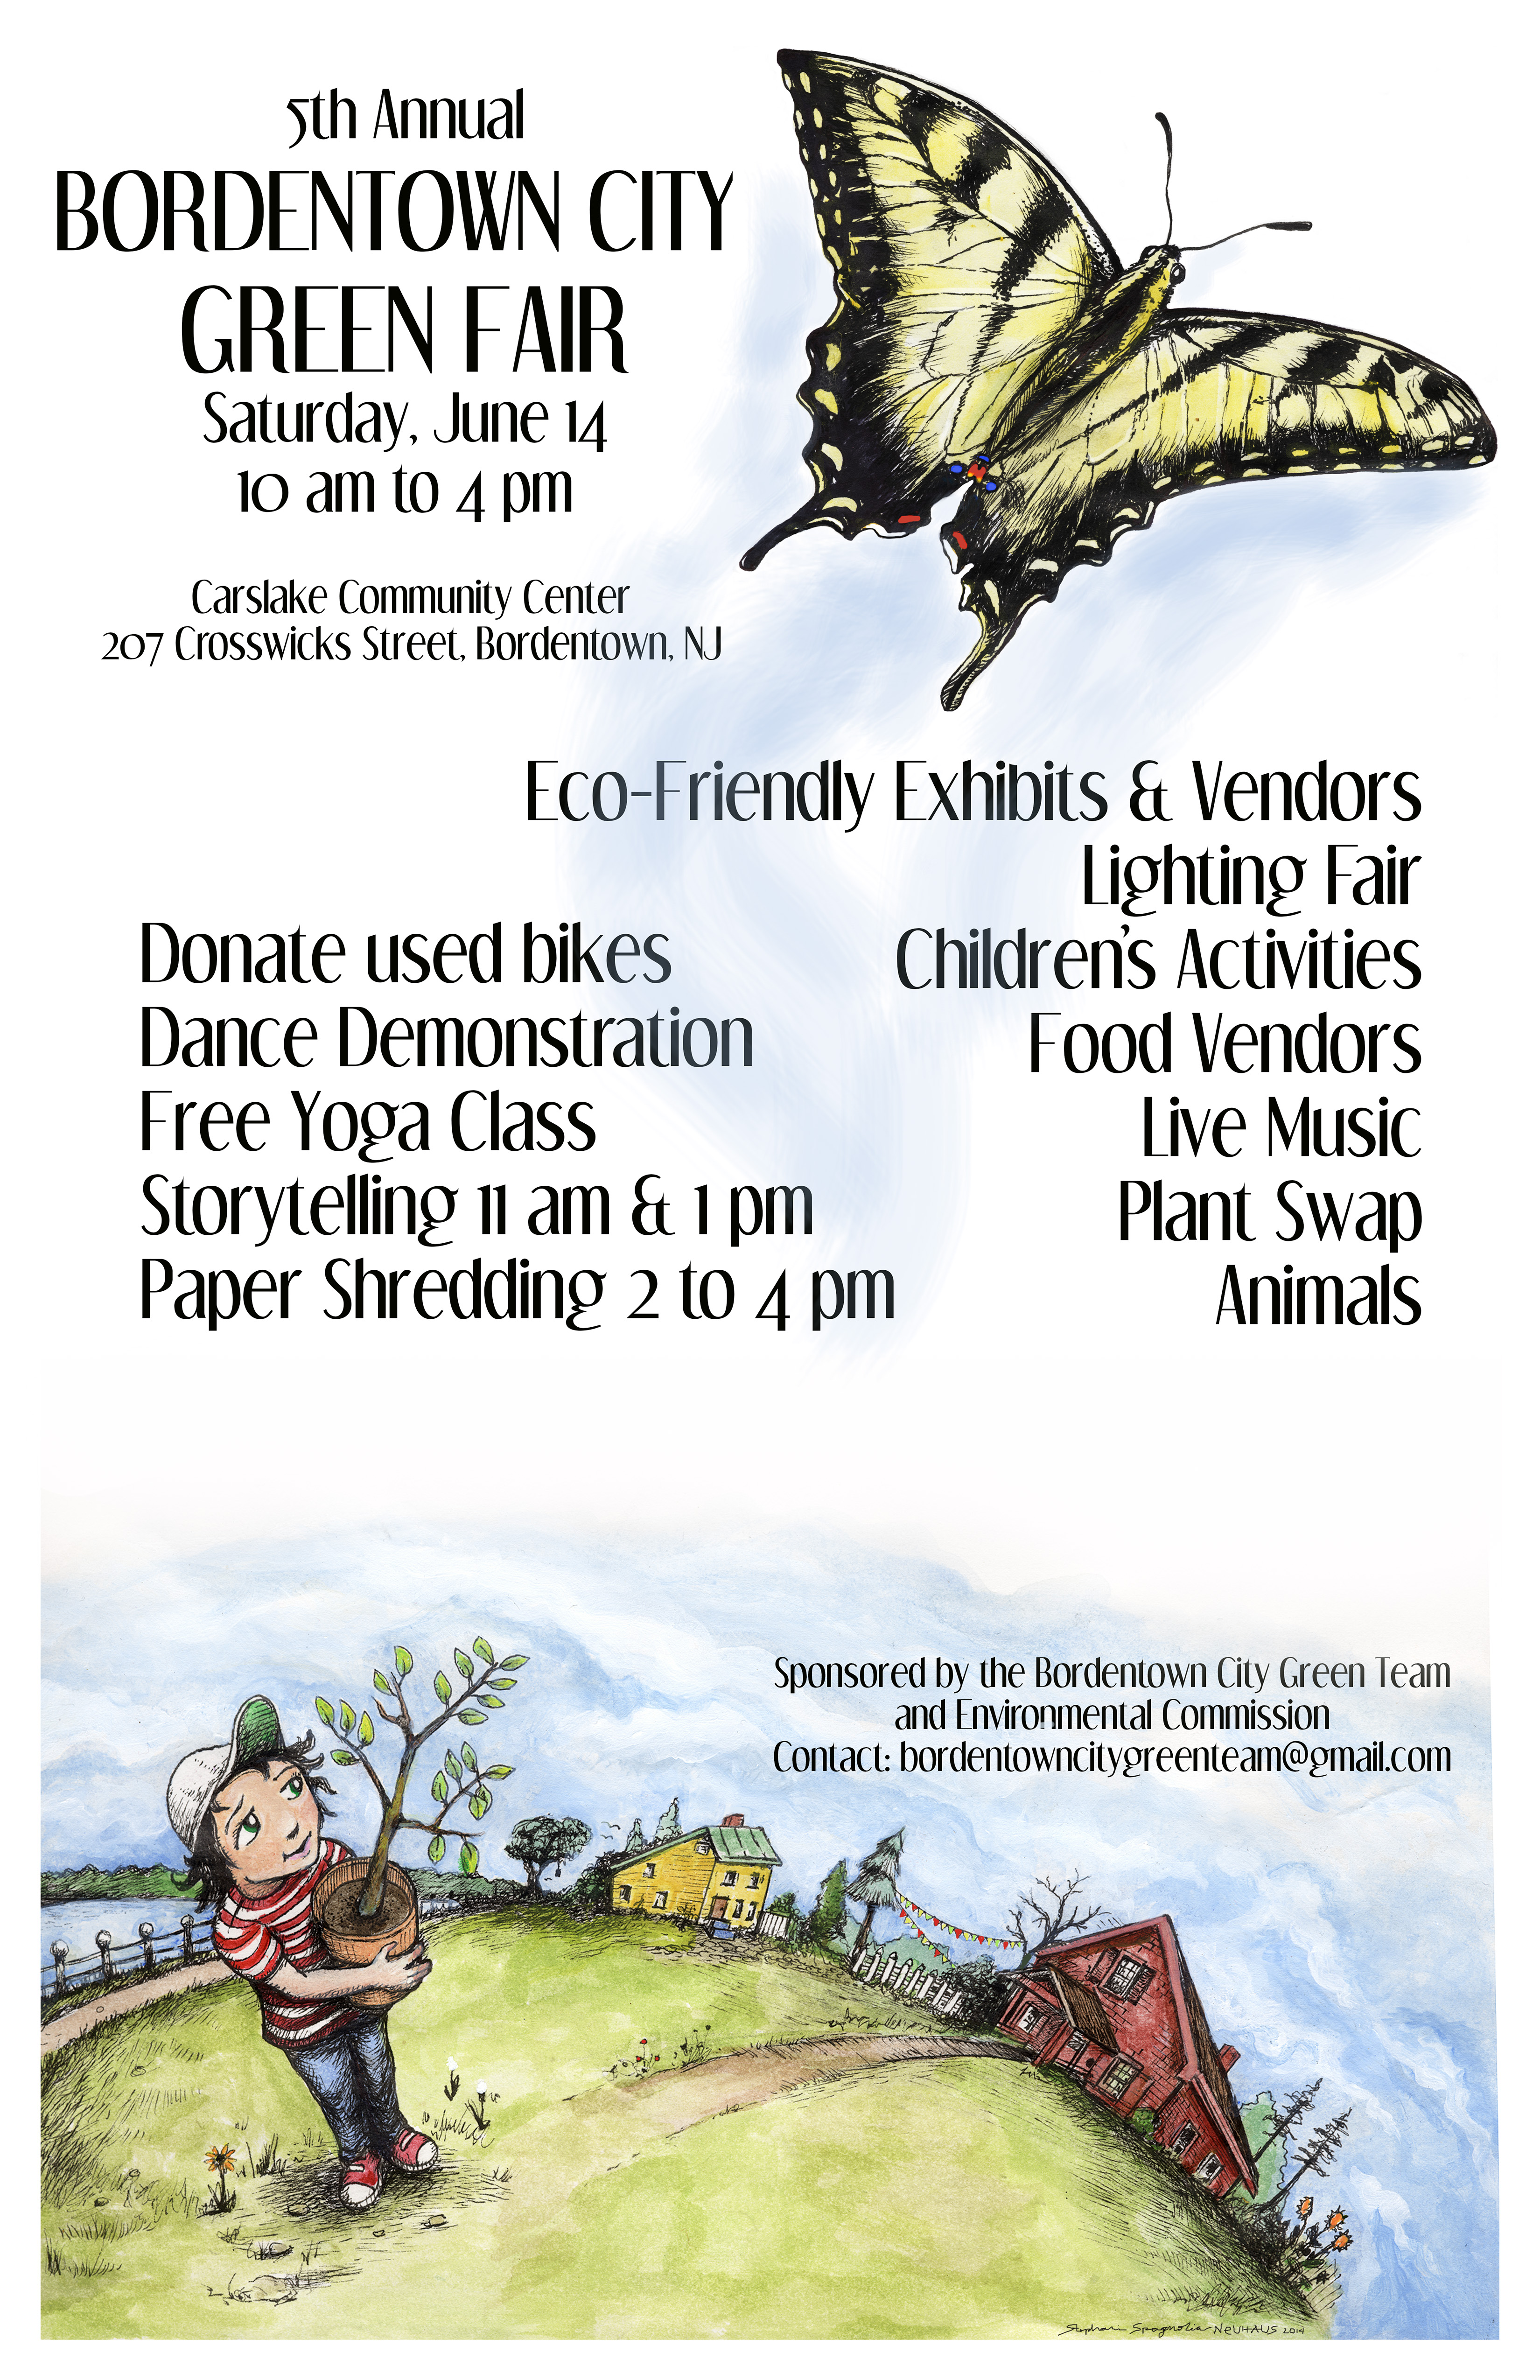 5th Annual
BORDENTOWN CITY
GREEN FAIR
Saturday, June 14
10 am to 4 pm
Carslake Community Center
207 Crosswicks Street, Bordentown, NJ
Eco-Friendly Exhibits & Vendors
Lighting Fair
Children's Activities
Food Vendors
Live Music
Plant Swap
Animals
Donate used bikes
Dance Demonstration
Free Yoga Class
Storytelling 11 am & 1 pm
Paper Shredding 2 to 4 pm
Sponsored by the Bordentown City Green Team
and Environmental Commission
Contact: bordentowncitygreenteam@gmail.com
NEUHAUS 2014